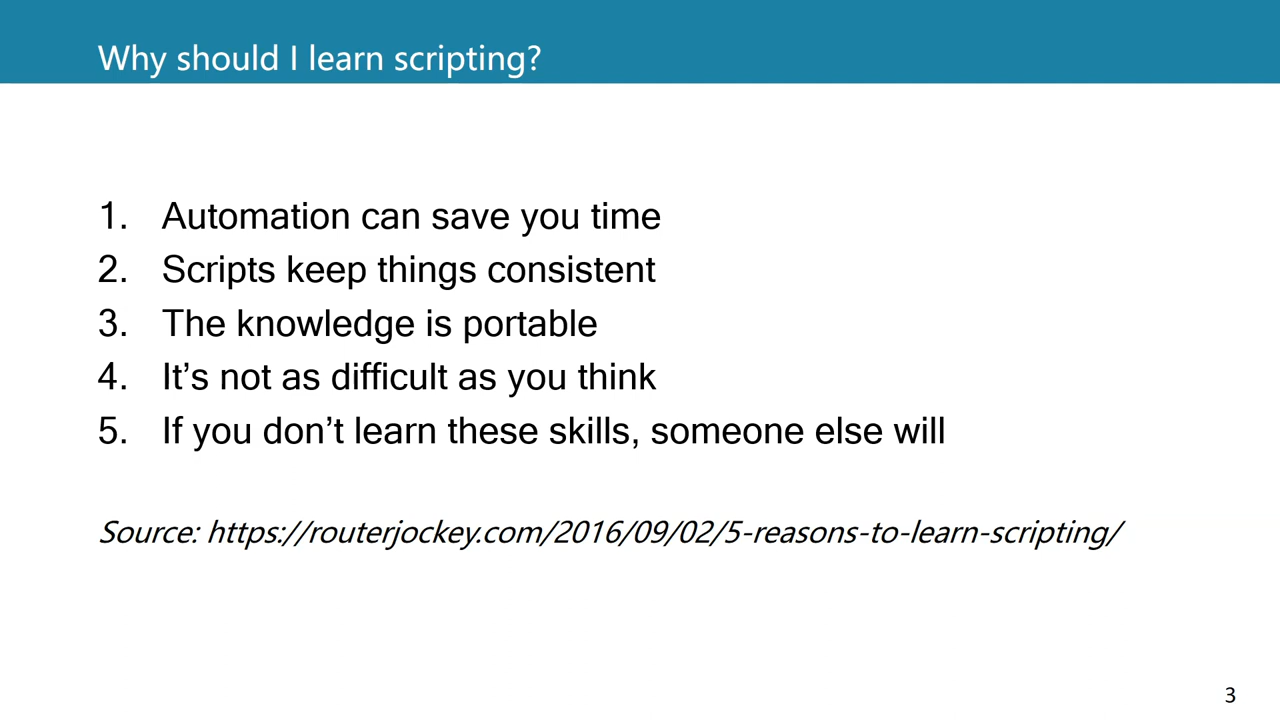 Why should I learn scripting?
1. Automation can save you time
2. Scripts keep things consistent
3. The knowledge is portable
4. It’s not as difficult as you think
5. If you don’t learn these skills, someone else will
Source: https://routerjockey.com/2016/09/02/5-reasons-to-learn-scripting/
3